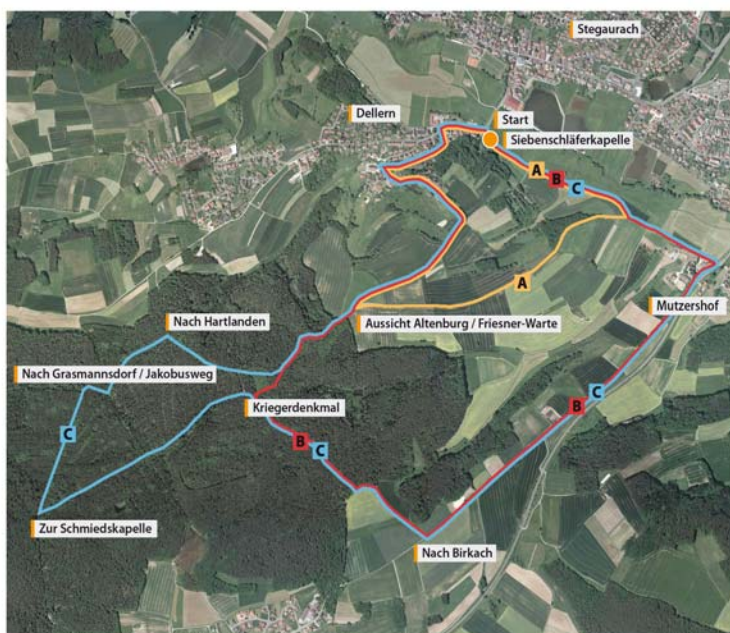 Stegaurach
Dellern
Start
Siebenschläferkapelle
A
B
C
Mutzershof
A
Aussicht Altenburg / Friesner-Warte
Nach Hartlanden
Nach Grasmannsdorf / Jakobusweg
Kriegerdenkmal
B
C
C
B
C
Zur Schmiedskapelle
Nach Birkach